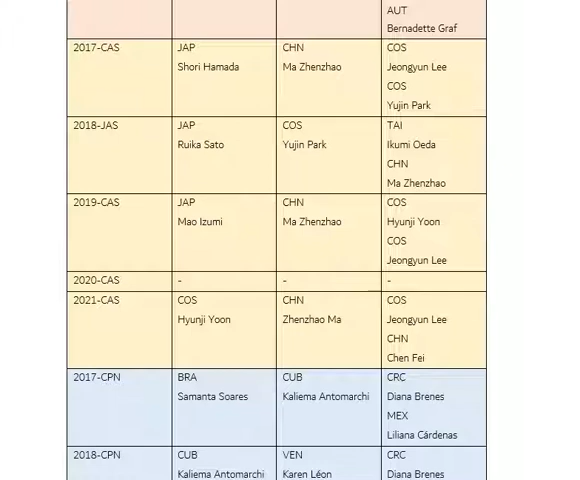 AUT
Bernadette Graf
2017-CAS JAP CHN COS
Shori Hamada Ma Zhenzhao Jeongyun Lee
COS
Yujin Park
2018-JAS JAP COS TAI
Ruika Sato Yujin Park Ikumi Oeda
CHN
Ma Zhenzhao
2019-CAS JAP CHN COS
Mao Izumi Ma Zhenzhao Hyunji Yoon
COS
Jeongyun Lee
2020-CAS - - -
2021-CAS COS CHN COS
Hyunji Yoon Zhenzhao Ma Jeongyun Lee
CHN
Chen Fei
2017-CPN BRA CUB CRC
Samanta Soares Kaliema Antomarchi Diana Brenes
MEX
Liliana Cárdenas
2018-CPN CUB VEN CRC
Kaliema Antomarchi Karen Léon Diana Brenes